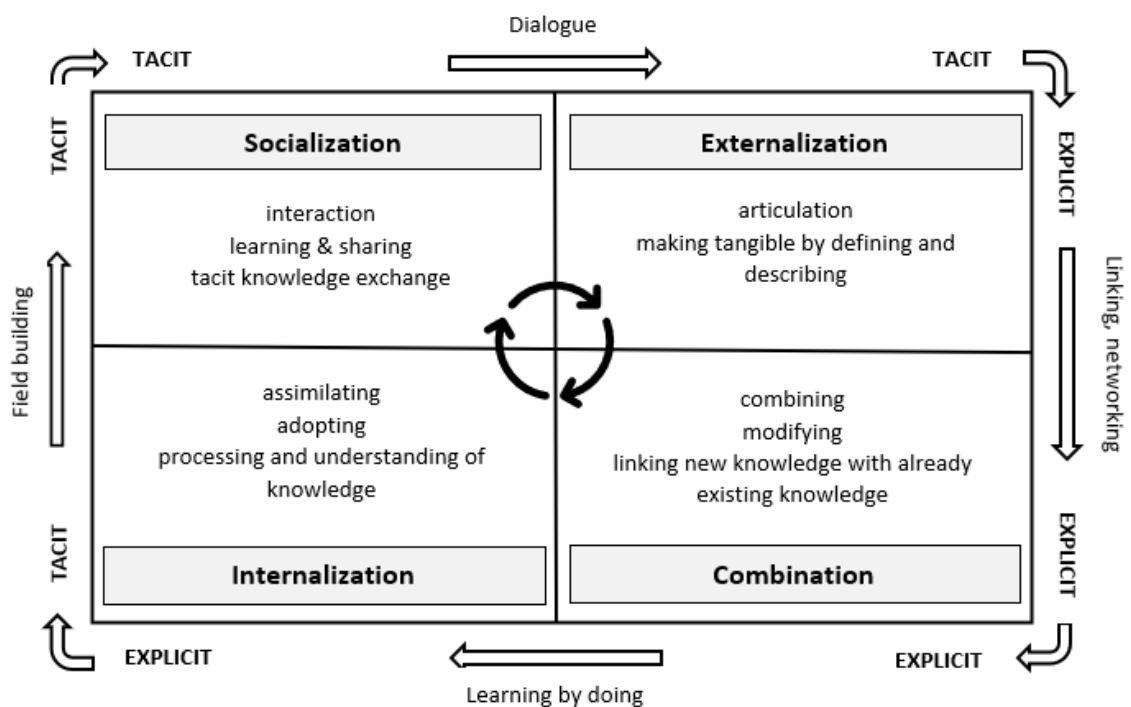 Dialogue
TACIT
TACIT
TACIT
EXPLICIT
Socialization
Externalization
interaction
learning & sharing
tacit knowledge exchange
articulation
making tangible by defining and
describing
Field building
Linking, networking
assimilating
adopting
processing and understanding of
knowledge
combining
modifying
linking new knowledge with already
existing knowledge
TACIT
EXPLICIT
Internalization
Combination
EXPLICIT
EXPLICIT
Learning by doing